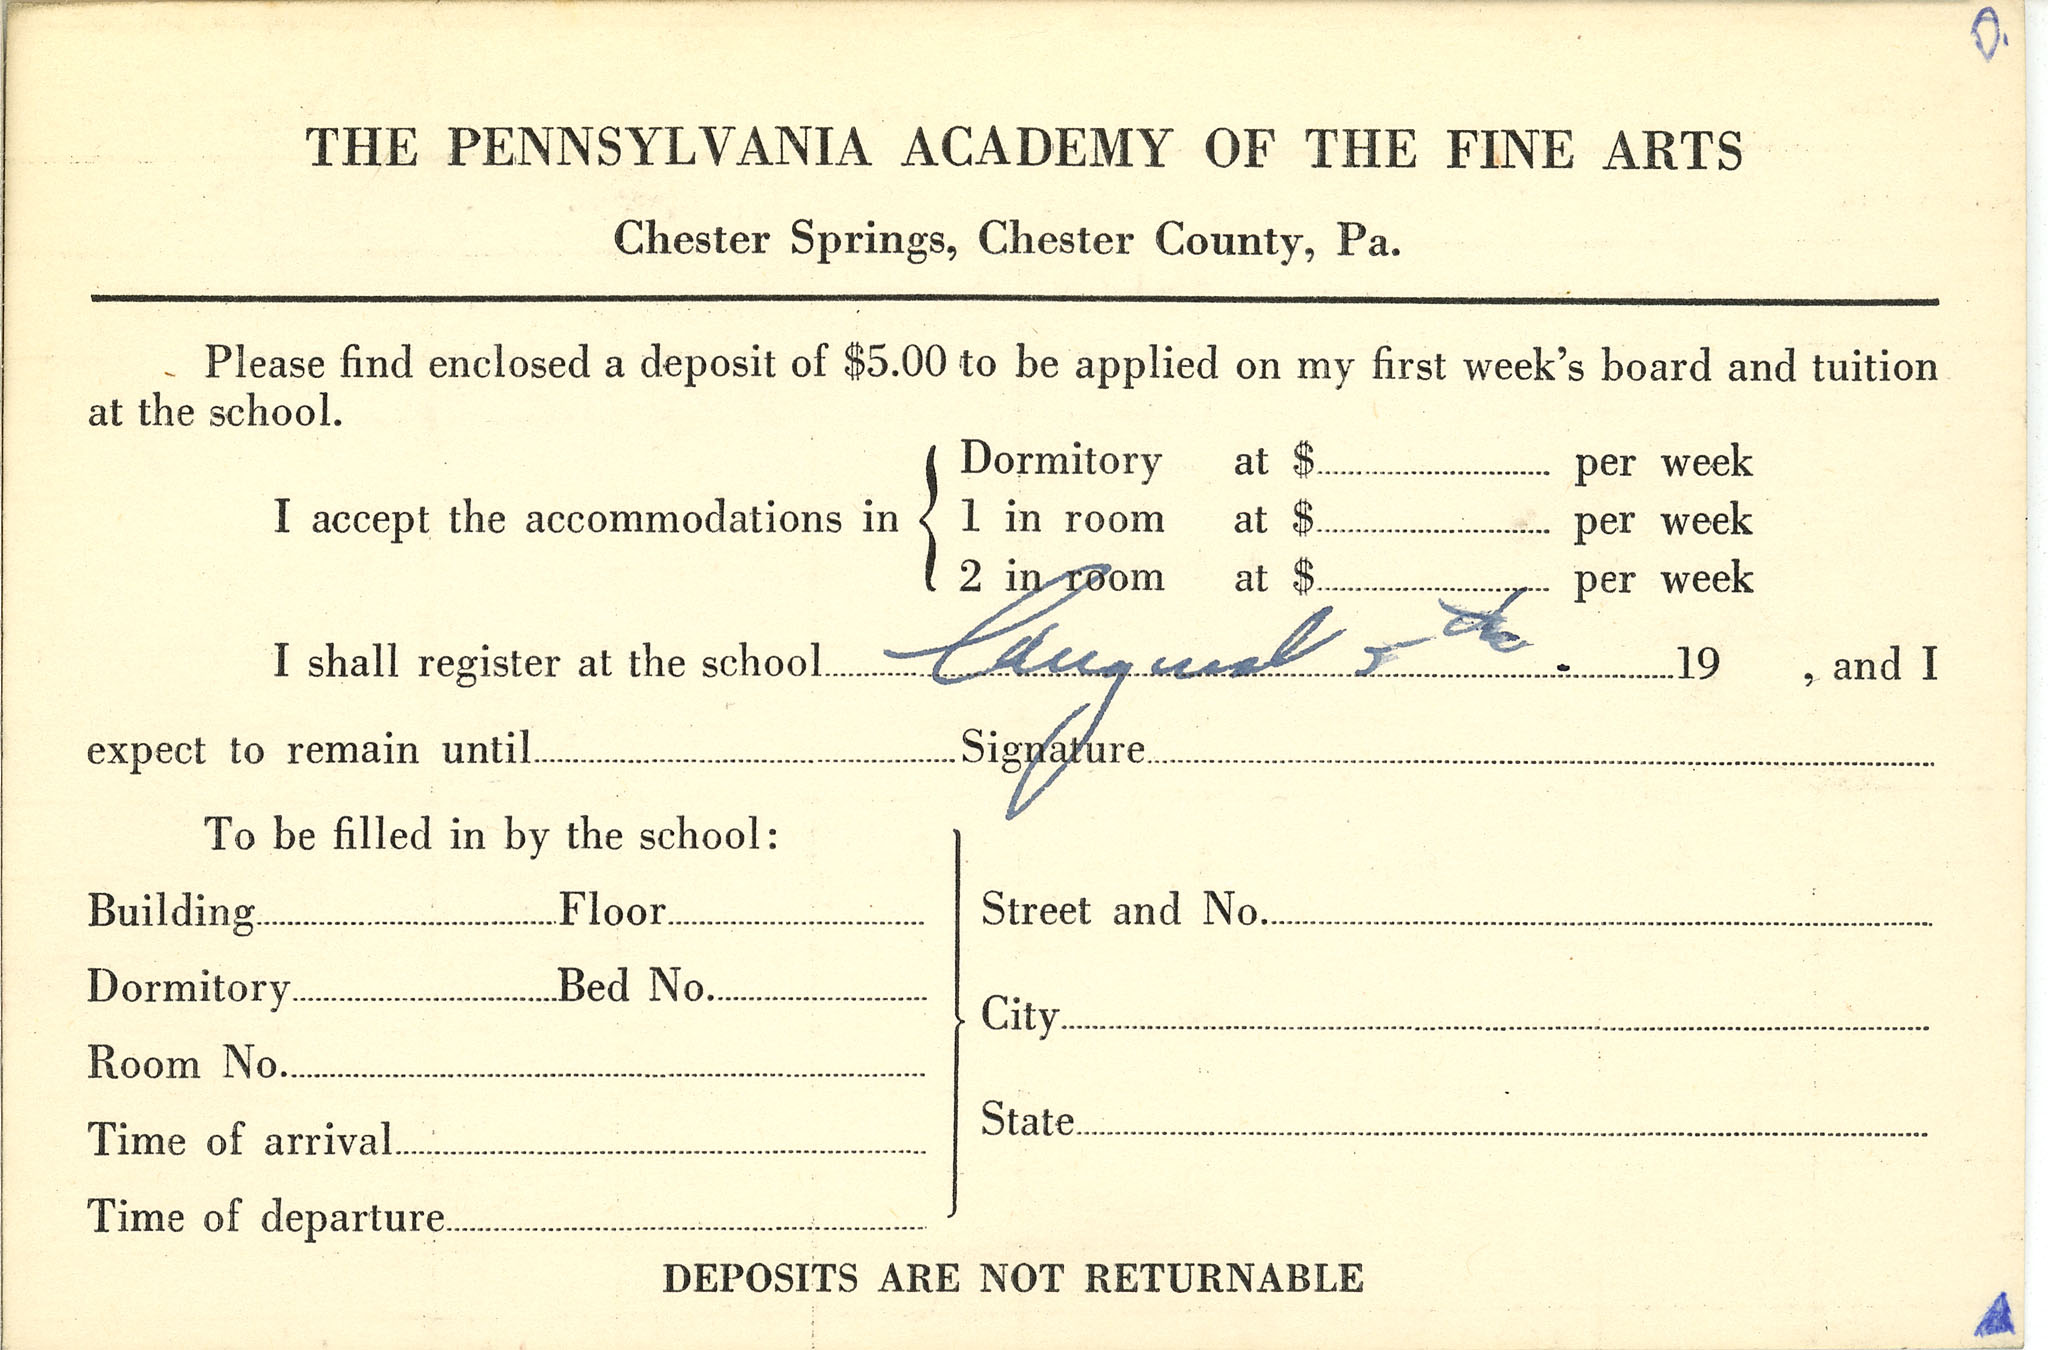 THE PENNSYLVANIA ACADEMY OF THE FINE ARTS
Chester Springs, Chester County, Pa.
Please find enclosed a deposit of $5.00 to be applied on my first week's board and tuition
at the school.
Dormitory at $ per week
I accept the accommodations in { 1 in room at $ per week
2 in room at $ per week
I shall register at the school August 5th. 19 , and I
expect to remain until Signature
To be filled in by the school:
Building Floor Street and No.
Dormitory Bed No.
City
Room No.
State
Time of arrival
Time of departure
DEPOSITS ARE NOT RETURNABLE